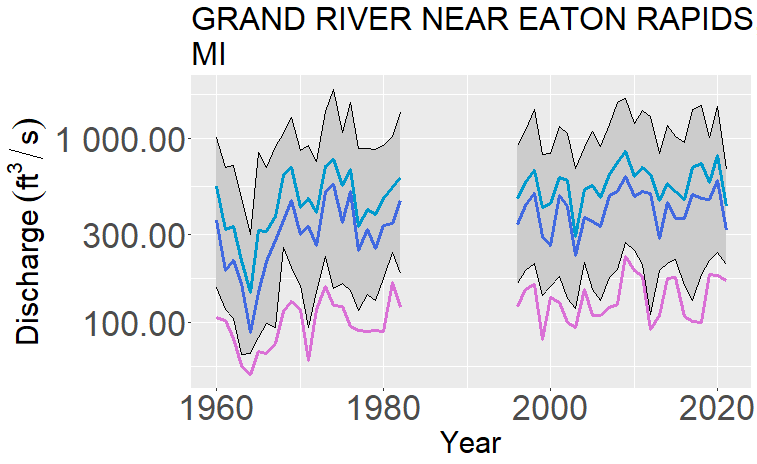 GRAND RIVER NEAR EATON RAPIDS
MI
Discharge (ft³/s)
1 000.00
300.00
100.00
1960 1980 2000 2020
Year